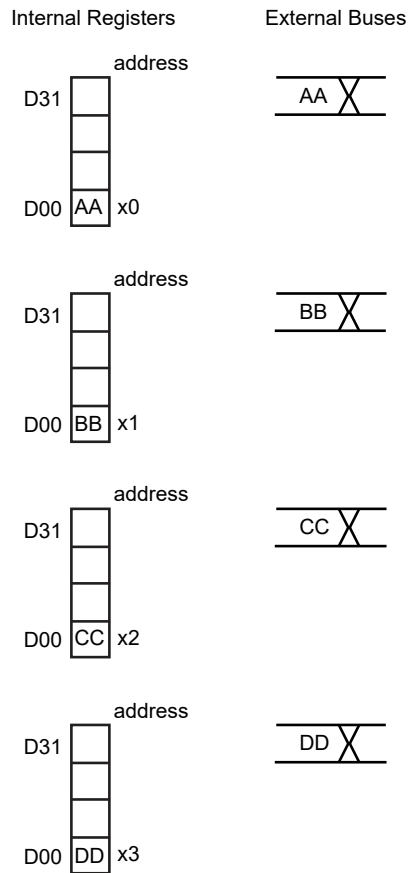 Internal Registers External Buses
address
D31 AA
D00 AA x0
address
D31 BB
D00 BB x1
address
D31 CC
D00 CC x2
address
D31 DD
D00 DD x3